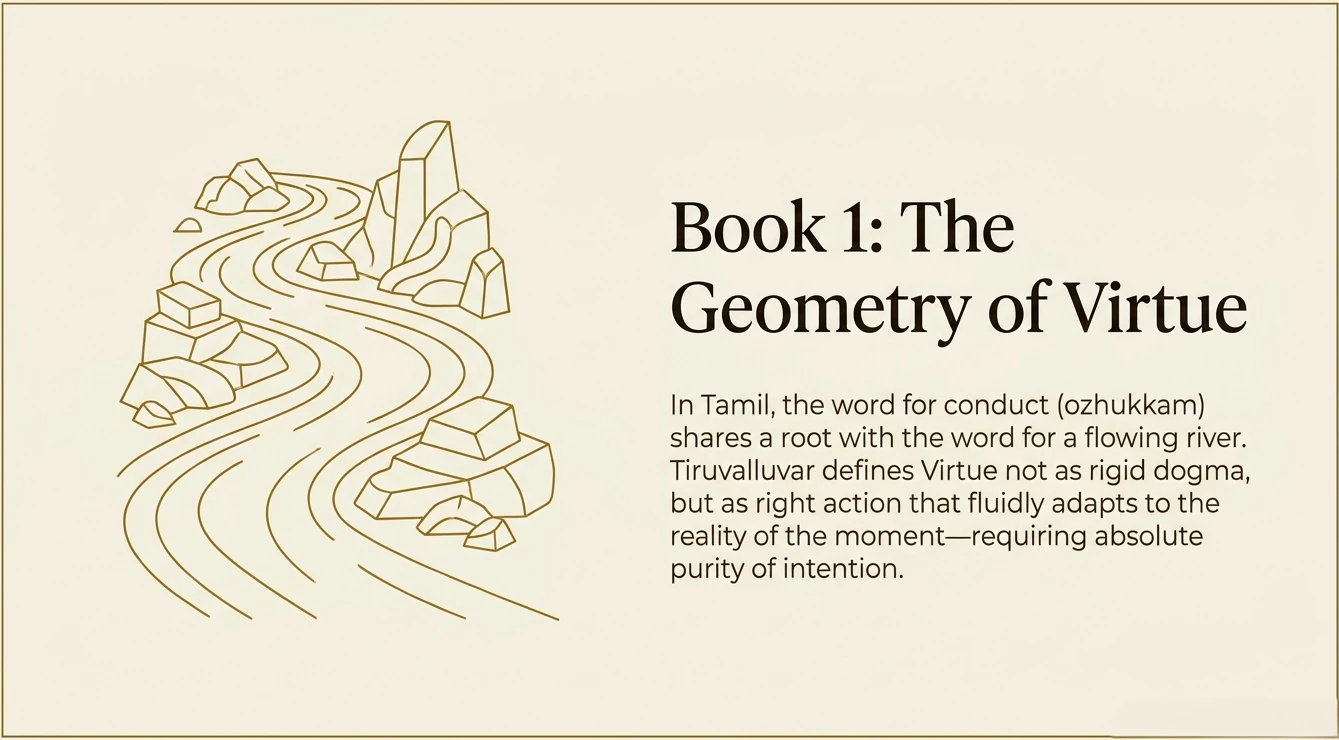 Book 1: The
Geometry of Virtue
In Tamil, the word for conduct (ozhukkam)
shares a root with the word for a flowing river.
Tiruvalluvar defines Virtue not as rigid dogma,
but as right action that fluidly adapts to the
reality of the moment—requiring absolute
purity of intention.